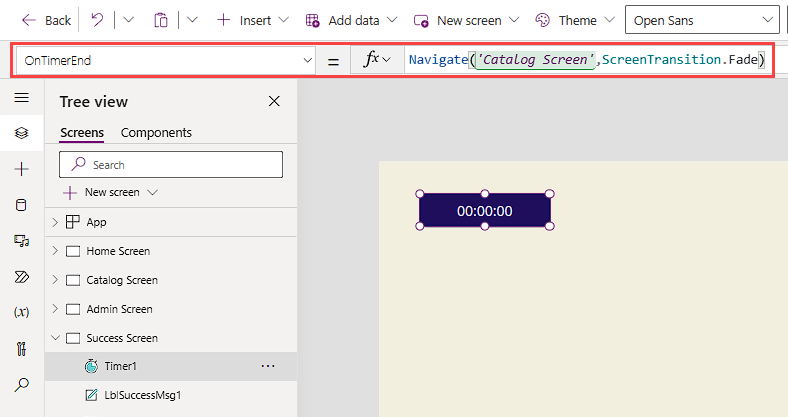 Back Insert Add data New screen Theme Open Sans
OnTimerEnd = fx Navigate('Catalog Screen',ScreenTransition.Fade)
Tree view
Screens Components
Search
New screen
App
Home Screen
Catalog Screen
Admin Screen
Success Screen
Timer1 ...
LblSuccessMsg1
00:00:00
(x)